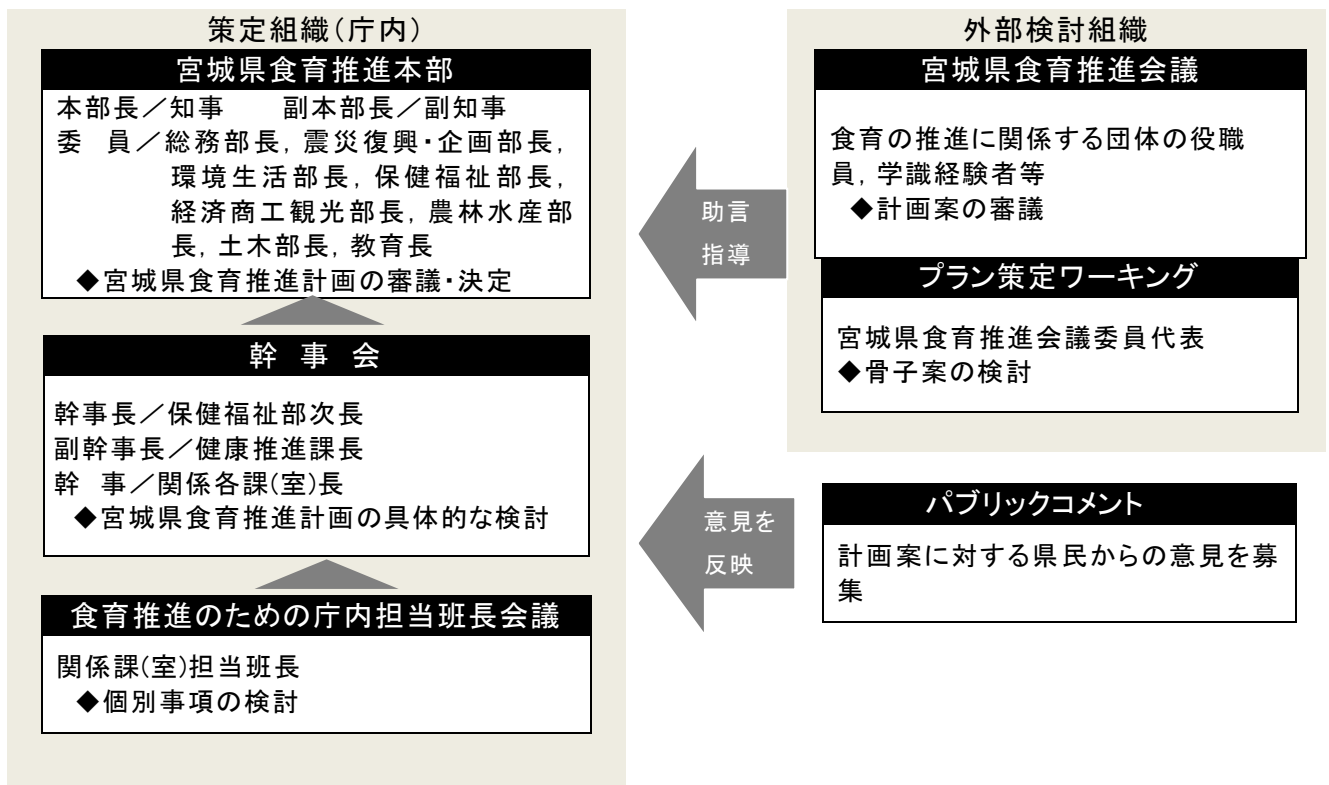 策定組織(庁内)
宮城県食育推進本部
本部長／知事　　副本部長／副知事
委　員／総務部長，震災復興・企画部長，
環境生活部長，保健福祉部長，
経済商工観光部長，農林水産部
長，土木部長，教育長
◆宮城県食育推進計画の審議・決定
幹　事　会
幹事長／保健福祉部次長
副幹事長／健康推進課長
幹　事／関係各課(室)長
◆宮城県食育推進計画の具体的な検討
食育推進のための庁内担当班長会議
関係課(室)担当班長
◆個別事項の検討
助言
指導
意見を
反映
外部検討組織
宮城県食育推進会議
食育の推進に関係する団体の役職
員，学識経験者等
◆計画案の審議
プラン策定ワーキング
宮城県食育推進会議委員代表
◆骨子案の検討
パブリックコメント
計画案に対する県民からの意見を募
集